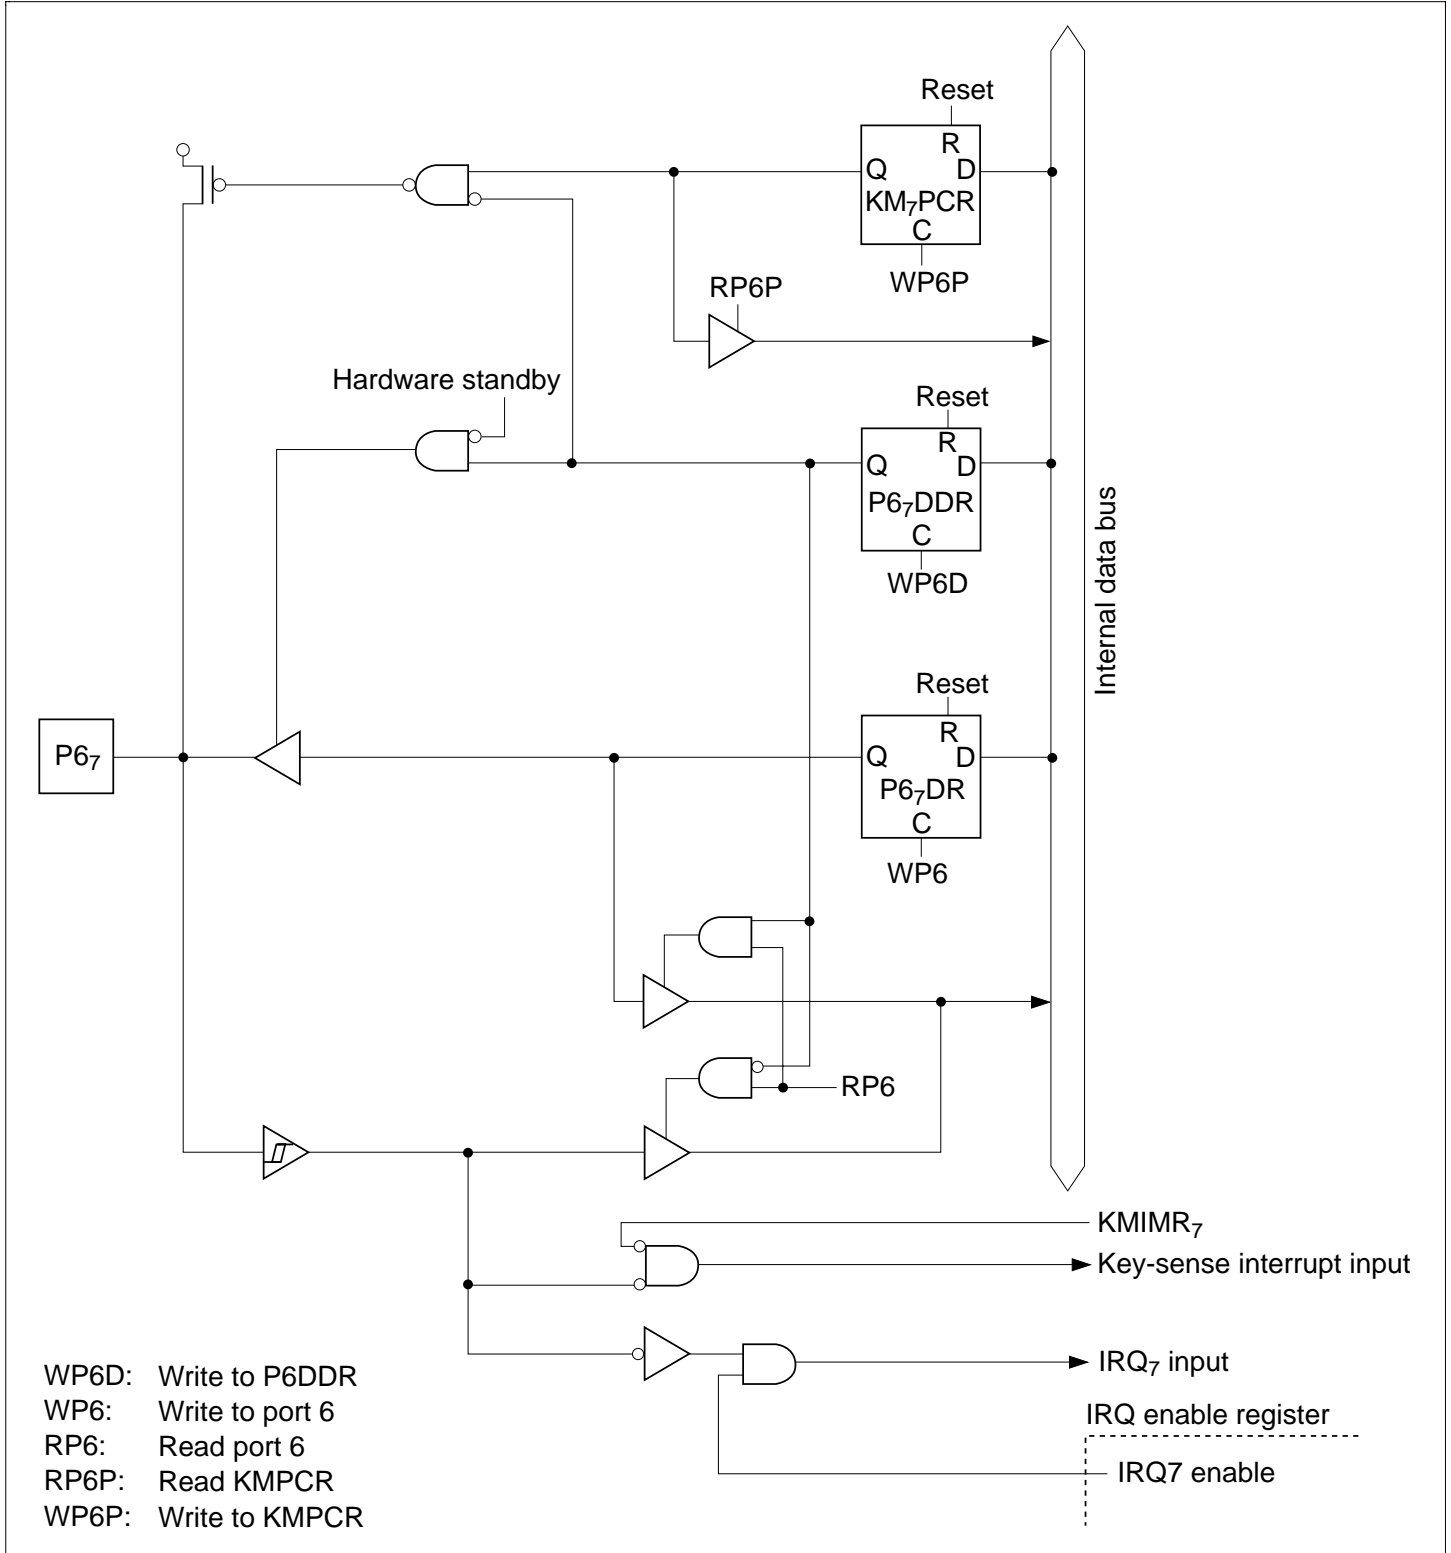 Reset
R
Q D
KM₇PCR
C
WP6P
RP6P
Hardware standby
Reset
R
Q D
P6₇DDR
C
WP6D
Internal data bus
Reset
R
Q D
P6₇DR
C
WP6
P6₇
RP6
KMIMR₇
Key-sense interrupt input
IRQ₇ input
IRQ enable register
IRQ7 enable
WP6D: Write to P6DDR
WP6: Write to port 6
RP6: Read port 6
RP6P: Read KMPCR
WP6P: Write to KMPCR